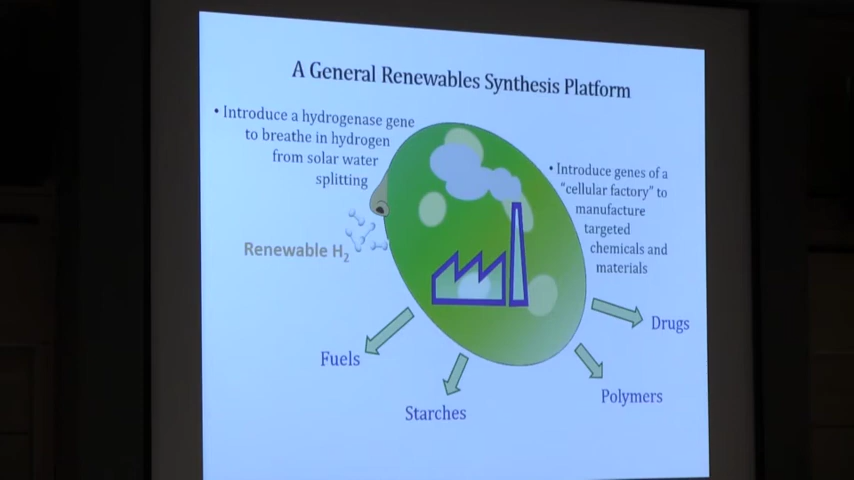 A General Renewables Synthesis Platform
• Introduce a hydrogenase gene
to breathe in hydrogen
from solar water
splitting
• Introduce genes of a
"cellular factory" to
manufacture
targeted
chemicals and
materials
Renewable H₂
Fuels
Starches
Polymers
Drugs